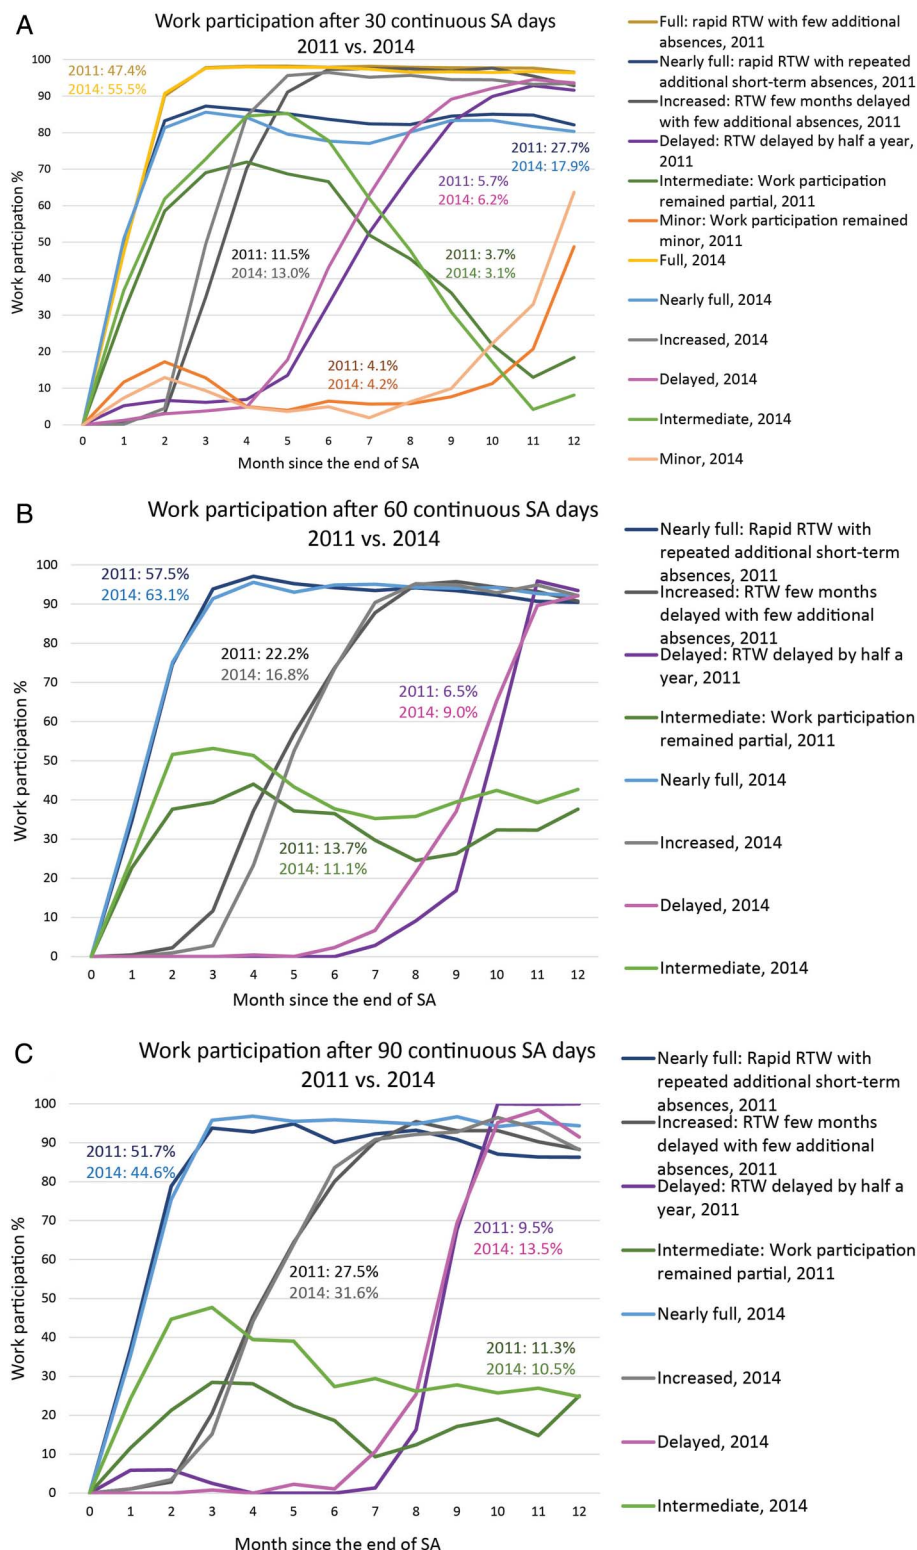 A
Work participation after 30 continuous SA days
2011 vs. 2014
Work participation %
100
90
80
70
60
50
40
30
20
10
0
2011: 47.4%
2014: 55.5%
2011: 27.7%
2014: 17.9%
2011: 5.7%
2014: 6.2%
2011: 11.5%
2014: 13.0%
2011: 3.7%
2014: 3.1%
2011: 4.1%
2014: 4.2%
0 1 2 3 4 5 6 7 8 9 10 11 12
Month since the end of SA
Full: rapid RTW with few additional
absences, 2011
Nearly full: rapid RTW with repeated
additional short-term absences, 2011
Increased: RTW few months delayed
with few additional absences, 2011
Delayed: RTW delayed by half a year,
2011
Intermediate: Work participation
remained partial, 2011
Minor: Work participation remained
minor, 2011
Full, 2014
Nearly full, 2014
Increased, 2014
Delayed, 2014
Intermediate, 2014
Minor, 2014
B
Work participation after 60 continuous SA days
2011 vs. 2014
Work participation %
100
90
80
70
60
50
40
30
20
10
0
2011: 57.5%
2014: 63.1%
2011: 22.2%
2014: 16.8%
2011: 6.5%
2014: 9.0%
2011: 13.7%
2014: 11.1%
0 1 2 3 4 5 6 7 8 9 10 11 12
Month since the end of SA
Nearly full: Rapid RTW with
repeated additional short-term
absences, 2011
Increased: RTW few months
delayed with few additional
absences, 2011
Delayed: RTW delayed by half a
year, 2011
Intermediate: Work participation
remained partial, 2011
Nearly full, 2014
Increased, 2014
Delayed, 2014
Intermediate, 2014
C
Work participation after 90 continuous SA days
2011 vs. 2014
Work participation %
100
90
80
70
60
50
40
30
20
10
0
2011: 51.7%
2014: 44.6%
2011: 9.5%
2014: 13.5%
2011: 27.5%
2014: 31.6%
2011: 11.3%
2014: 10.5%
0 1 2 3 4 5 6 7 8 9 10 11 12
Month since the end of SA
Nearly full: Rapid RTW with
repeated additional short-term
absences, 2011
Increased: RTW few months
delayed with few additional
absences, 2011
Delayed: RTW delayed by half a
year, 2011
Intermediate: Work participation
remained partial, 2011
Nearly full, 2014
Increased, 2014
Delayed, 2014
Intermediate, 2014